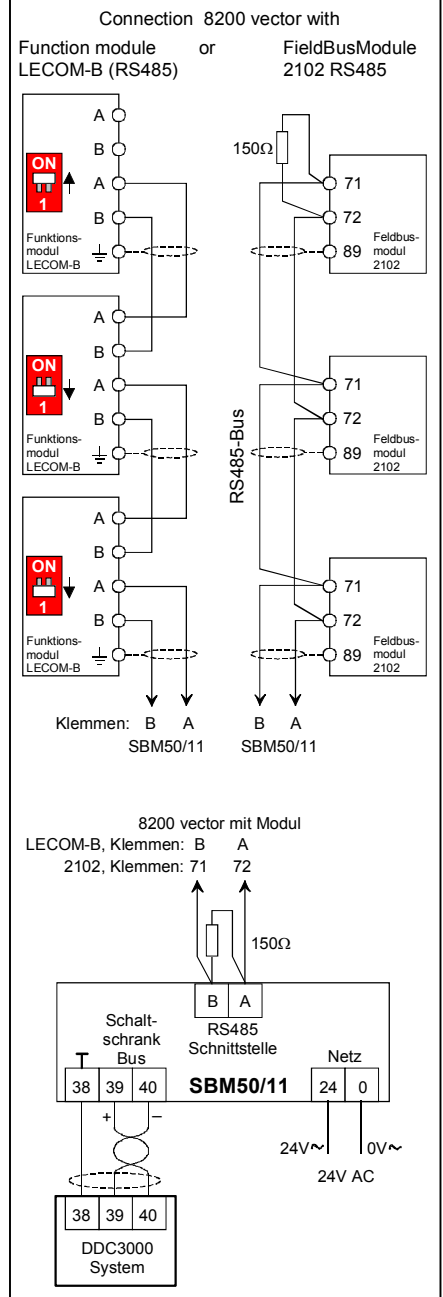 Connection 8200 vector with
Function module or FieldBusModule
LECOM-B (RS485) 2102 RS485
A
B
A
B
ON
1
Funktions-
modul
LECOM-B
150Ω
71
72
89
Feldbus-
modul
2102
A
B
A
B
ON
1
Funktions-
modul
LECOM-B
71
72
89
Feldbus-
modul
2102
RS485-Bus
A
B
A
B
ON
1
Funktions-
modul
LECOM-B
71
72
89
Feldbus-
modul
2102
Klemmen: B A B A
SBM50/11 SBM50/11
8200 vector mit Modul
LECOM-B, Klemmen: B A
2102, Klemmen: 71 72
150Ω
B A
RS485
Schnittstelle
Schalt-
schrank
Bus
Netz
38 39 40 SBM50/11 24 0
+ –
24V~ 0V~
24V AC
38 39 40
DDC3000
System